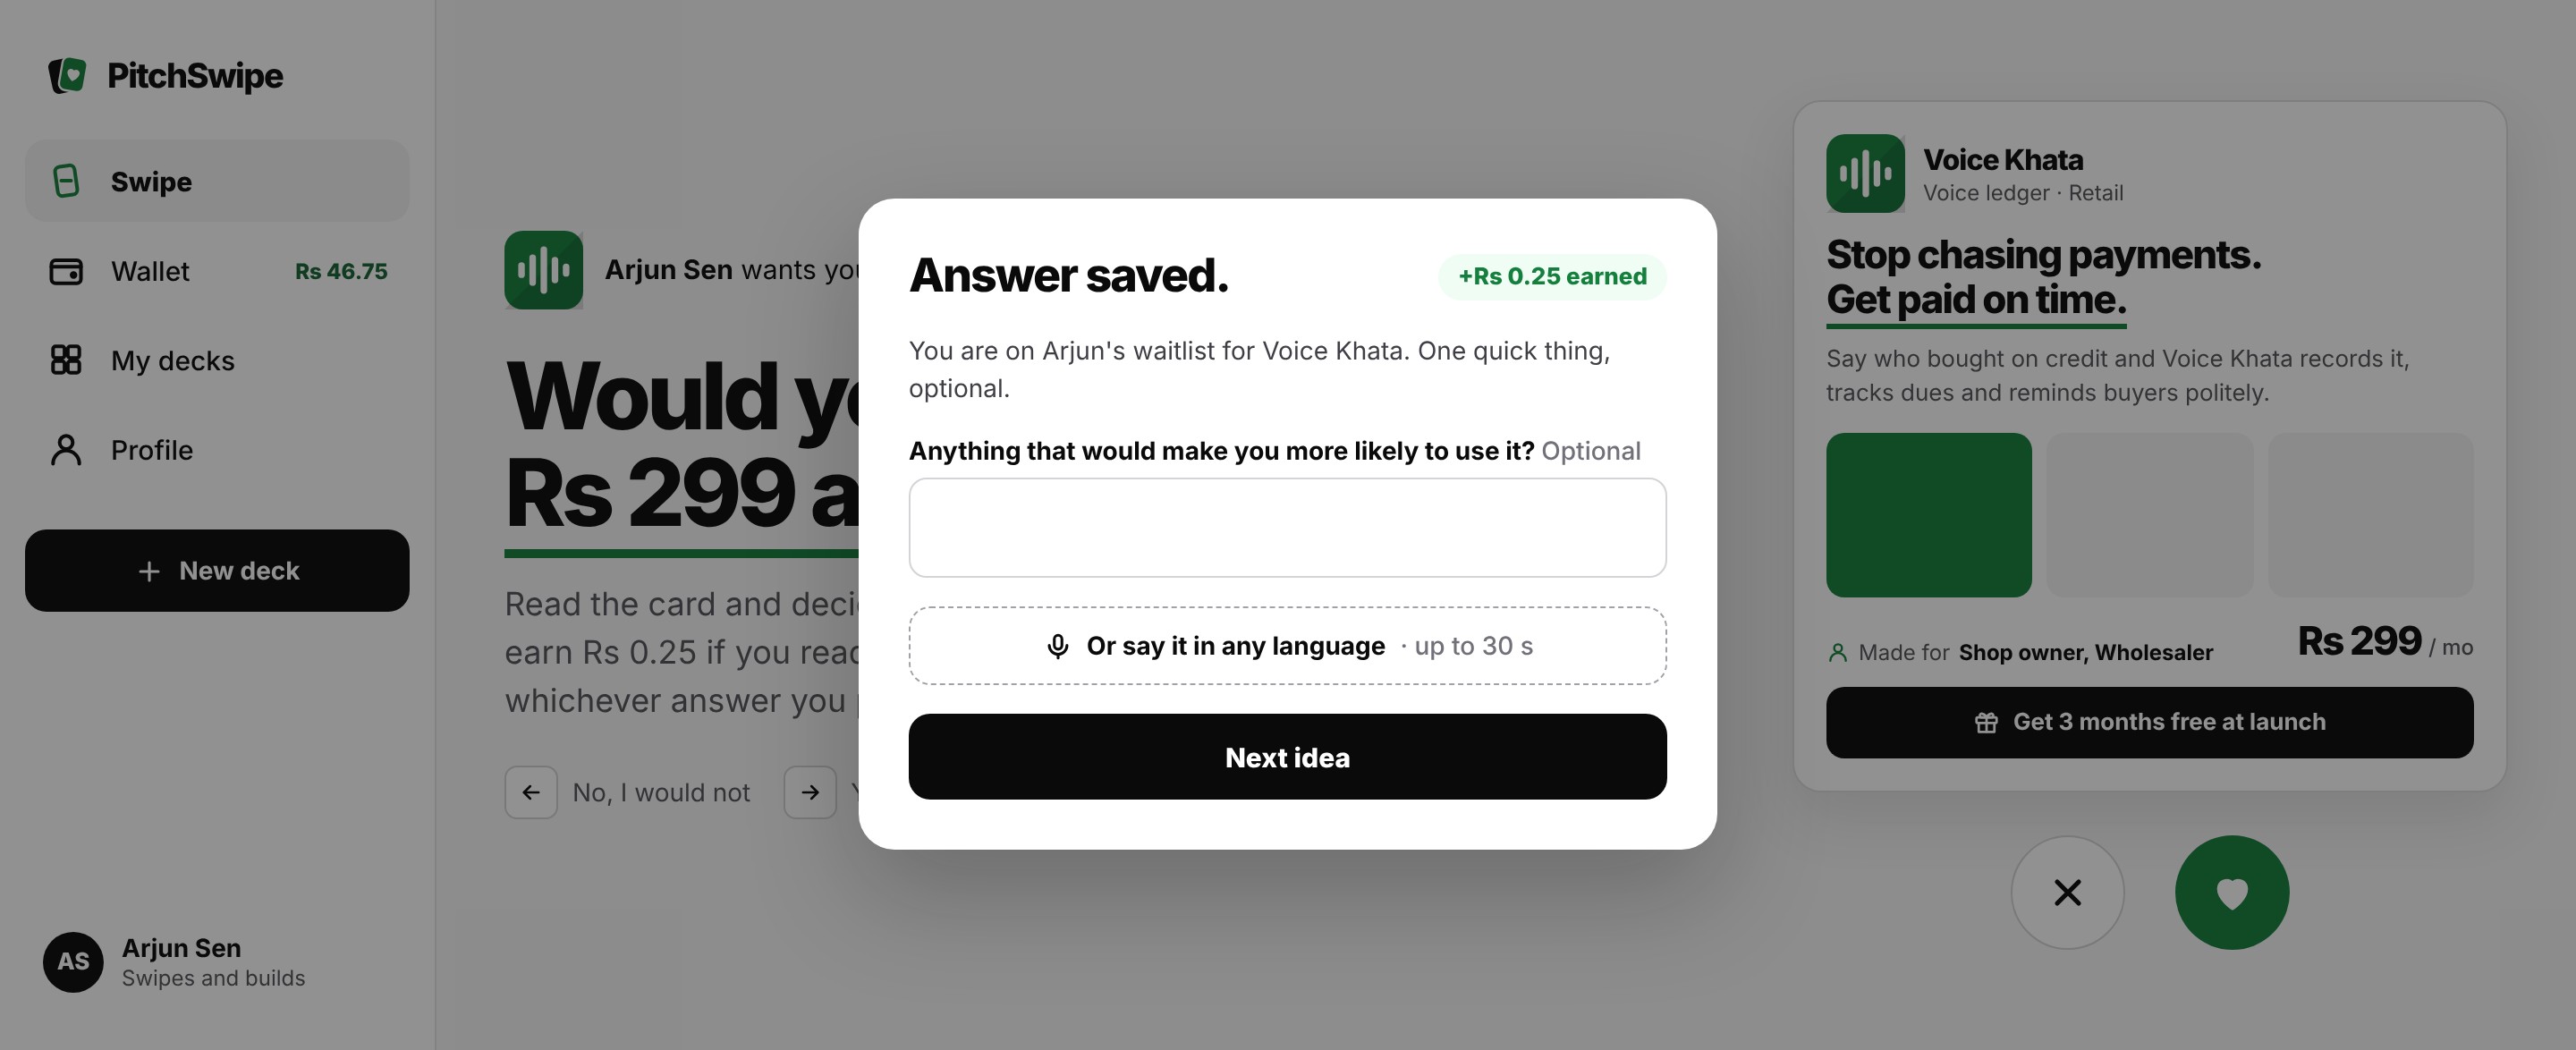 PitchSwipe
Swipe
Wallet Rs 46.75
My decks
Profile
New deck
AS
Arjun Sen
Swipes and builds
Arjun Sen wants
Would
Rs 299
Read the card and
earn Rs 0.25 if you
whichever answer you
No, I would not
Answer saved.
+Rs 0.25 earned
You are on Arjun's waitlist for Voice Khata. One quick thing,
optional.
Anything that would make you more likely to use it? Optional
Or say it in any language · up to 30 s
Next idea
Voice Khata
Voice ledger · Retail
Stop chasing payments.
Get paid on time.
Say who bought on credit and Voice Khata records it,
tracks dues and reminds buyers politely.
Made for Shop owner, Wholesaler
Rs 299 / mo
Get 3 months free at launch